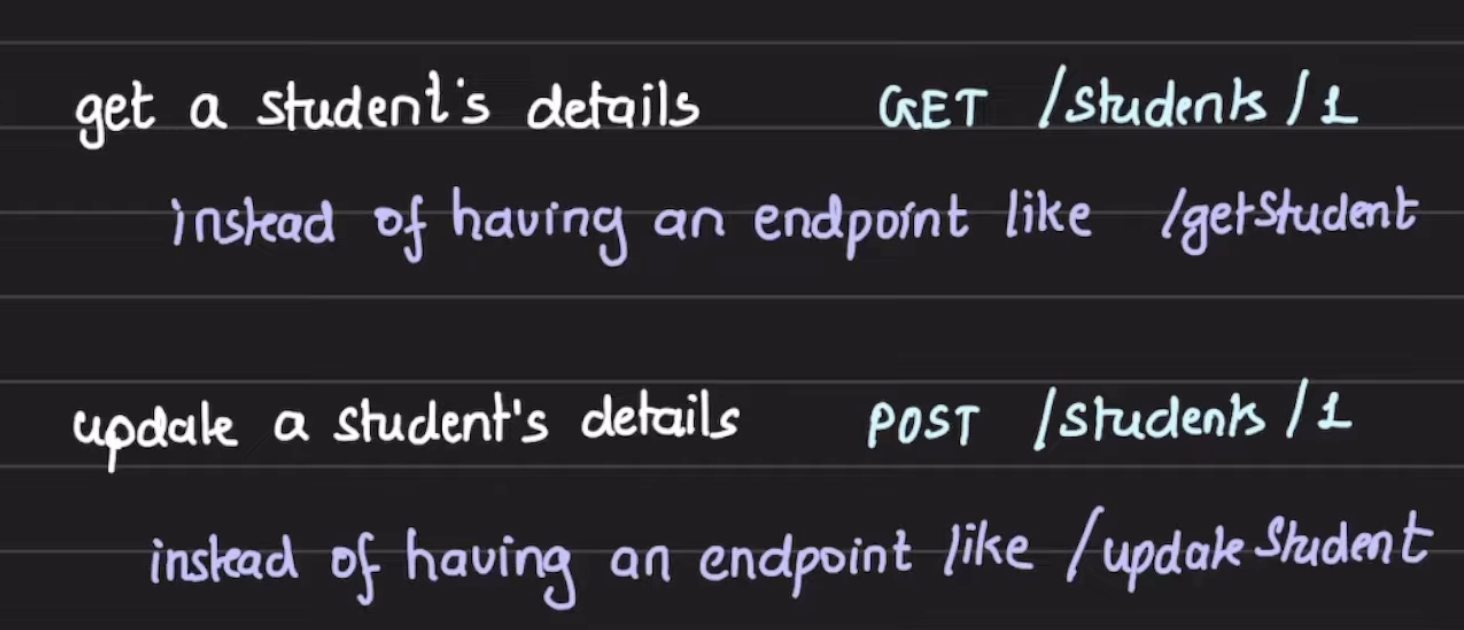 get a student's details GET /students/1
instead of having an endpoint like /getStudent
update a student's details POST /students/1
instead of having an endpoint like /updateStudent